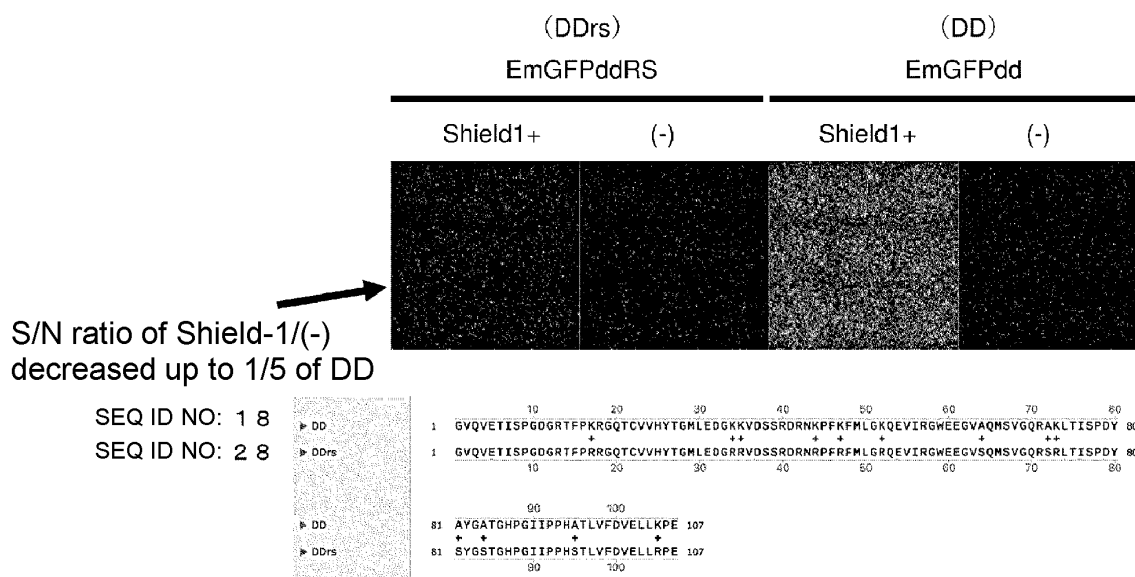 (DDrs) (DD)
EmGFPddRS EmGFPdd
Shield1+ (-) Shield1+ (-)
S/N ratio of Shield-1/(-)
decreased up to 1/5 of DD
10 20 30 40 50 60 70 80
SEQ ID NO: 18 DD 1 GVQVETISPGDGRTFPKRGQTCVVHYTGMLEDGKKVDSSRDRNKPFKFMLGKQEVIRGWEEGVAQMSVGQRAKLTISPDY 80
+ + + + + + + + +
SEQ ID NO: 28 DDrs 1 GVQVETISPGDGRTFPRRGQTCVVHYTGMLEDGRRVDSSRDRNRPFRFMLGRQEVIRGWEEGVSQMSVGQRSRLTISPDY 80
10 20 30 40 50 60 70 80
90 100
DD 81 AYGATGHPGIIPPHATLVFDVELLKPE 107
+ + + +
DDrs 81 SYGSTGHPGIIPPHSTLVFDVELLRPE 107
90 100